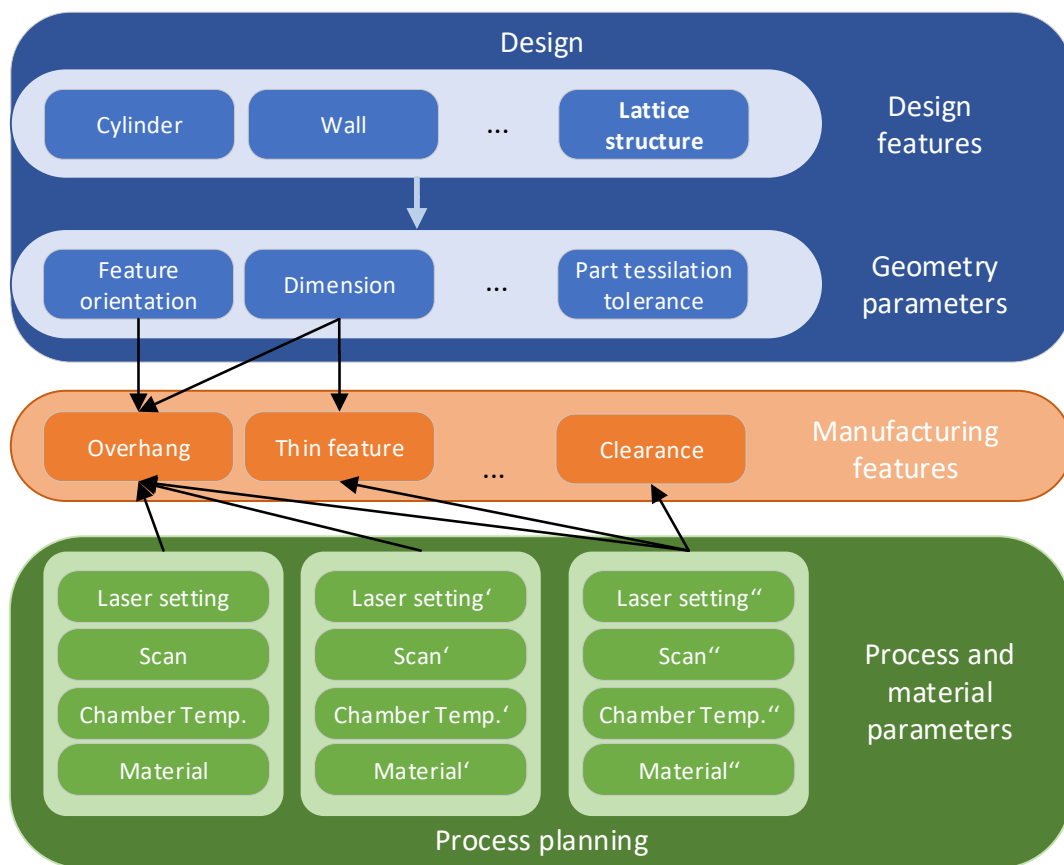 Design
Cylinder
Wall
...
Lattice
structure
Design
features
Feature
orientation
Dimension
...
Part tessilation
tolerance
Geometry
parameters
Overhang
Thin feature
...
Clearance
Manufacturing
features
Laser setting
Scan
Chamber Temp.
Material
Laser setting‘
Scan‘
Chamber Temp.‘
Material‘
Laser setting“
Scan“
Chamber Temp.“
Material“
Process and
material
parameters
Process planning